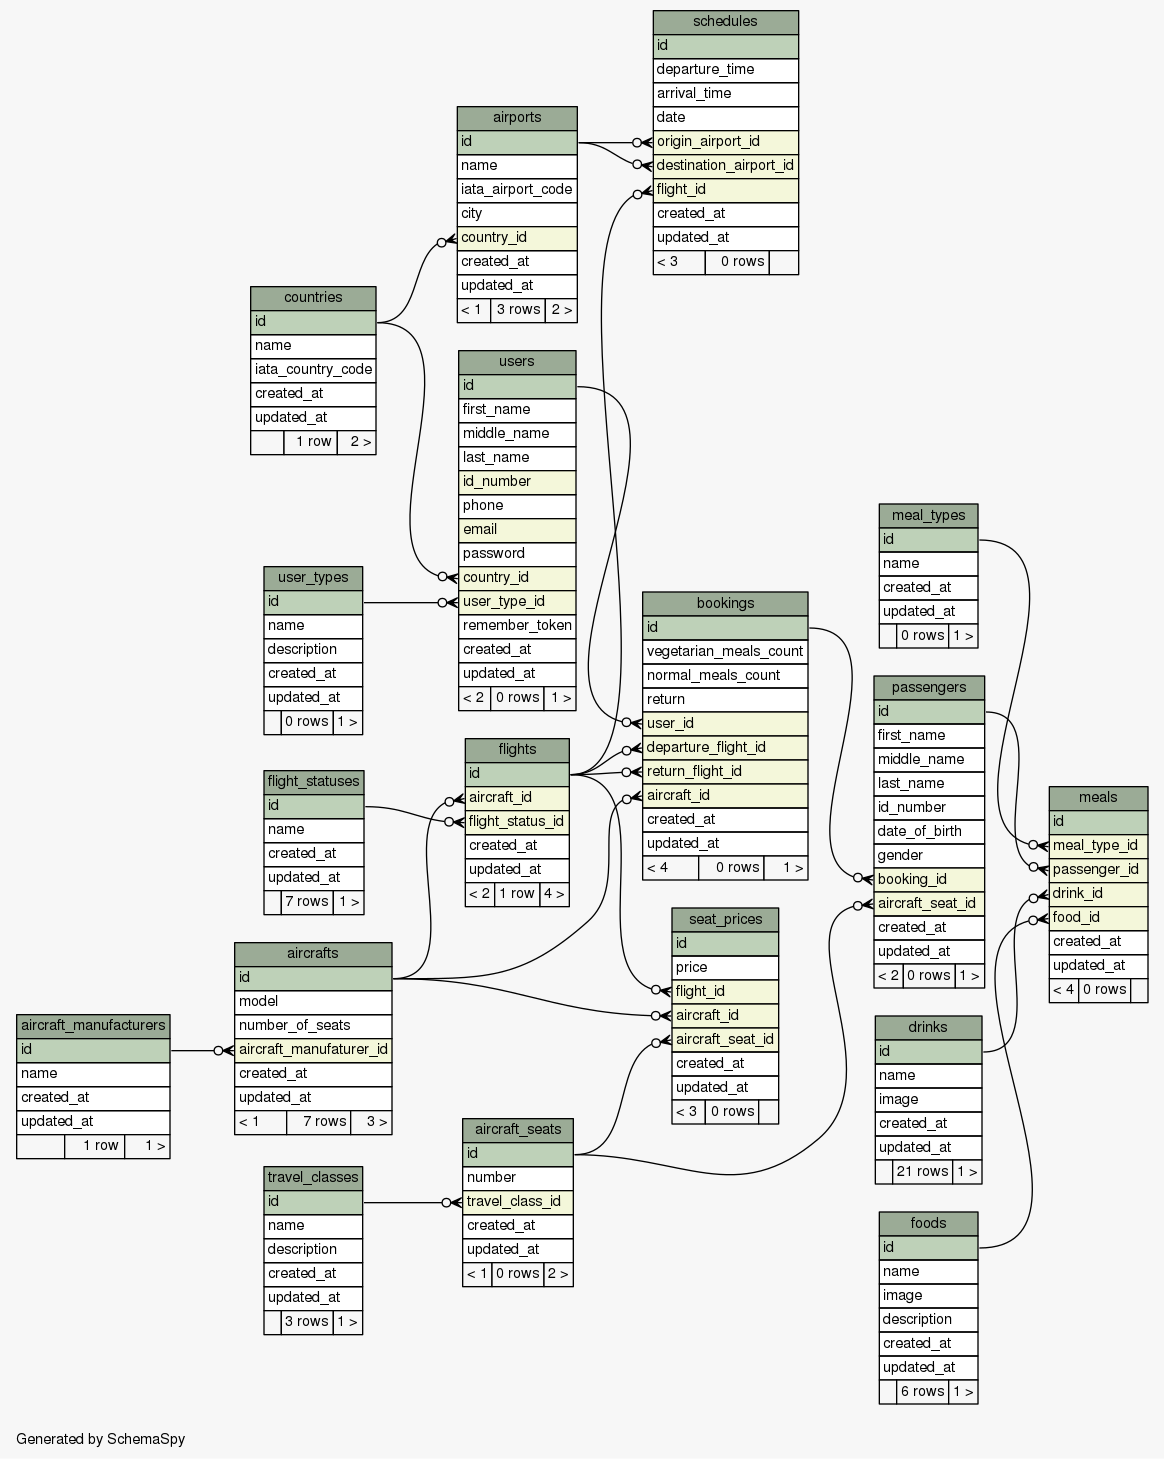 schedules
id
departure_time
arrival_time
date
origin_airport_id
destination_airport_id
flight_id
created_at
updated_at
< 3 0 rows
airports
id
name
iata_airport_code
city
country_id
created_at
updated_at
< 1 3 rows 2 >
countries
id
name
iata_country_code
created_at
updated_at
1 row 2 >
users
id
first_name
middle_name
last_name
id_number
phone
email
password
country_id
user_type_id
remember_token
created_at
updated_at
< 2 0 rows 1 >
user_types
id
name
description
created_at
updated_at
0 rows 1 >
meal_types
id
name
created_at
updated_at
0 rows 1 >
bookings
id
vegetarian_meals_count
normal_meals_count
return
user_id
departure_flight_id
return_flight_id
aircraft_id
created_at
updated_at
< 4 0 rows 1 >
passengers
id
first_name
middle_name
last_name
id_number
date_of_birth
gender
booking_id
aircraft_seat_id
created_at
updated_at
< 2 0 rows 1 >
flights
id
aircraft_id
flight_status_id
created_at
updated_at
< 2 1 row 4 >
flight_statuses
id
name
created_at
updated_at
7 rows 1 >
meals
id
meal_type_id
passenger_id
drink_id
food_id
created_at
updated_at
< 4 0 rows
seat_prices
id
price
flight_id
aircraft_id
aircraft_seat_id
created_at
updated_at
< 3 0 rows
aircrafts
id
model
number_of_seats
aircraft_manufaturer_id
created_at
updated_at
< 1 7 rows 3 >
aircraft_manufacturers
id
name
created_at
updated_at
1 row 1 >
drinks
id
name
image
created_at
updated_at
21 rows 1 >
aircraft_seats
id
number
travel_class_id
created_at
updated_at
< 1 0 rows 2 >
travel_classes
id
name
description
created_at
updated_at
3 rows 1 >
foods
id
name
image
description
created_at
updated_at
6 rows 1 >
Generated by SchemaSpy